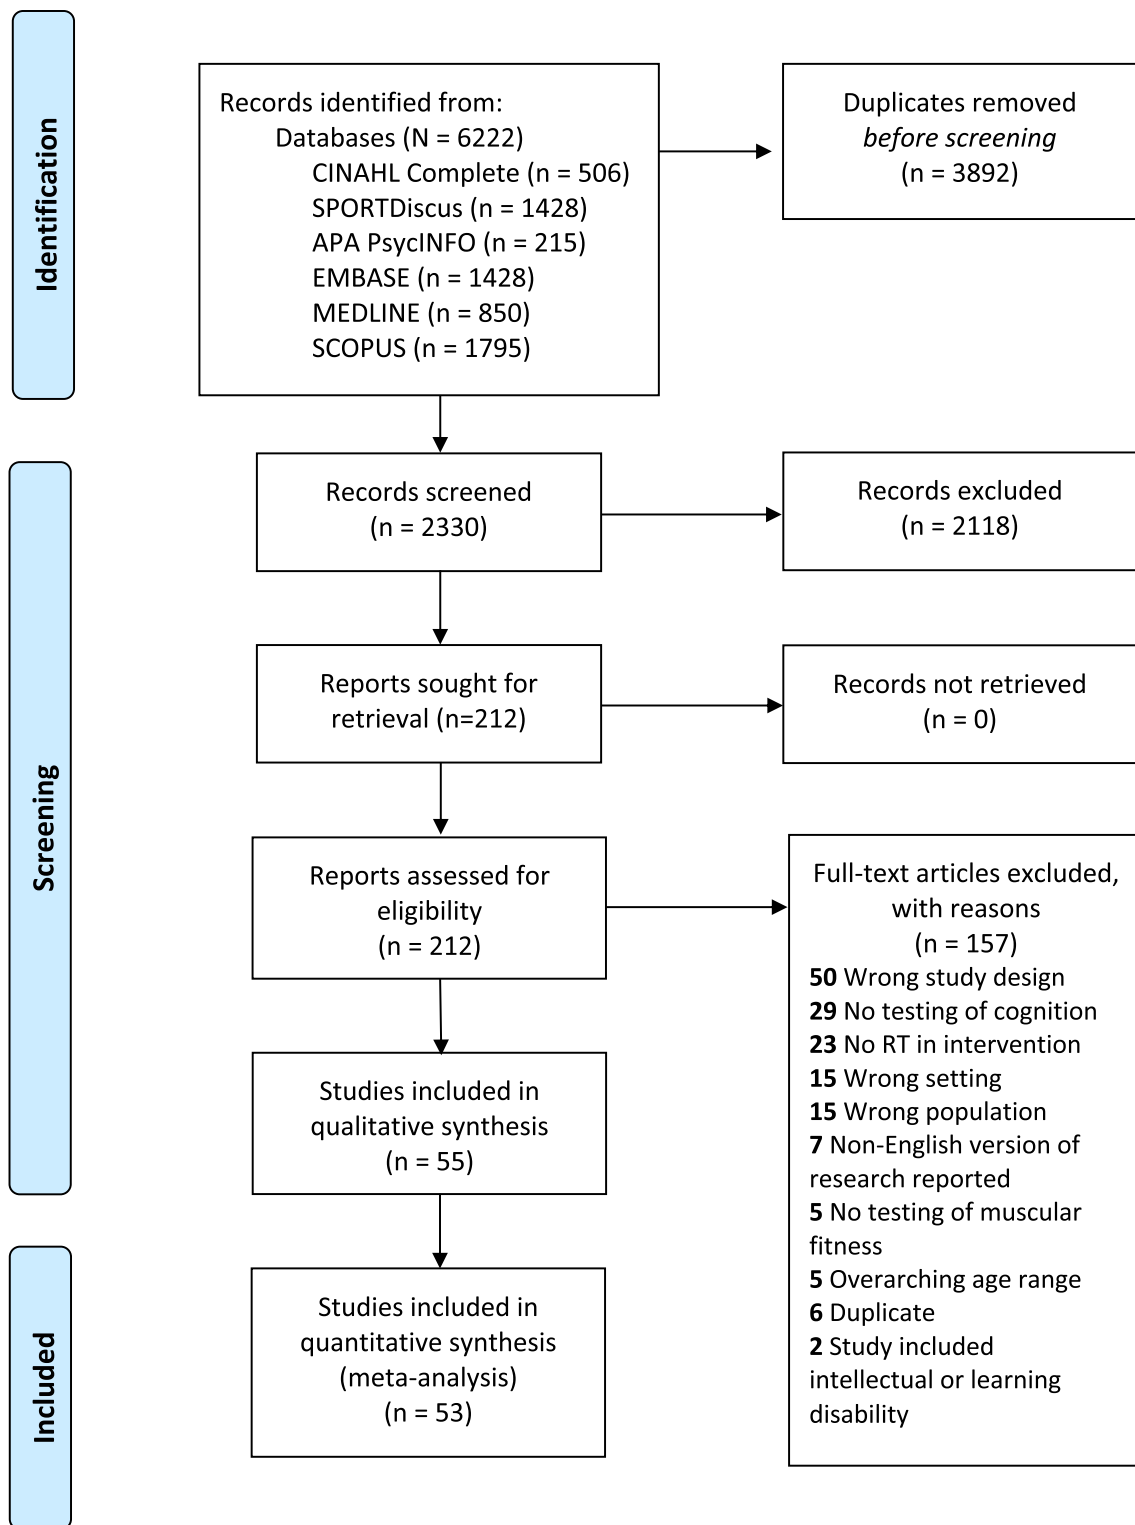 Identification
Records identified from:
Databases (N = 6222)
CINAHL Complete (n = 506)
SPORTDiscus (n = 1428)
APA PsycINFO (n = 215)
EMBASE (n = 1428)
MEDLINE (n = 850)
SCOPUS (n = 1795)
Duplicates removed
before screening
(n = 3892)
Screening
Records screened
(n = 2330)
Records excluded
(n = 2118)
Reports sought for
retrieval (n=212)
Records not retrieved
(n = 0)
Reports assessed for
eligibility
(n = 212)
Full-text articles excluded,
with reasons
(n = 157)
50 Wrong study design
29 No testing of cognition
23 No RT in intervention
15 Wrong setting
15 Wrong population
7 Non-English version of
research reported
5 No testing of muscular
fitness
5 Overarching age range
6 Duplicate
2 Study included
intellectual or learning
disability
Studies included in
qualitative synthesis
(n = 55)
Included
Studies included in
quantitative synthesis
(meta-analysis)
(n = 53)